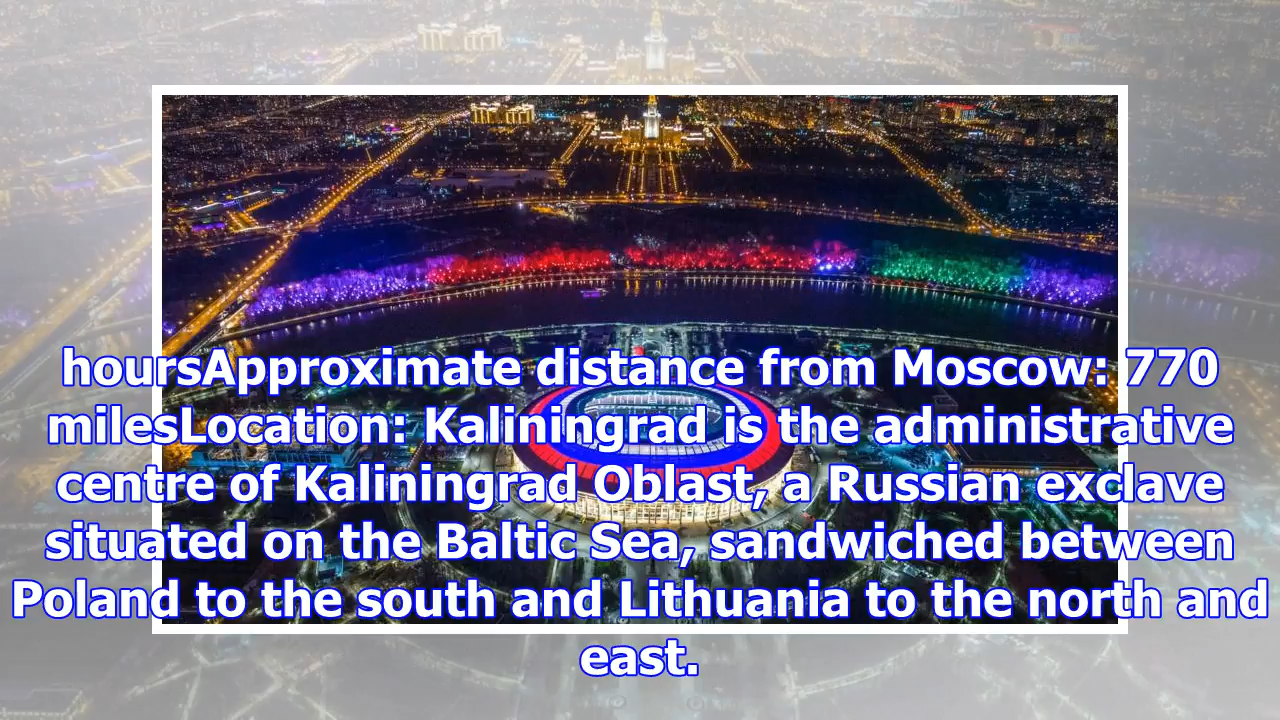 hoursApproximate distance from Moscow: 770
milesLocation: Kaliningrad is the administrative
centre of Kaliningrad Oblast, a Russian exclave
situated on the Baltic Sea, sandwiched between
Poland to the south and Lithuania to the north and
east.